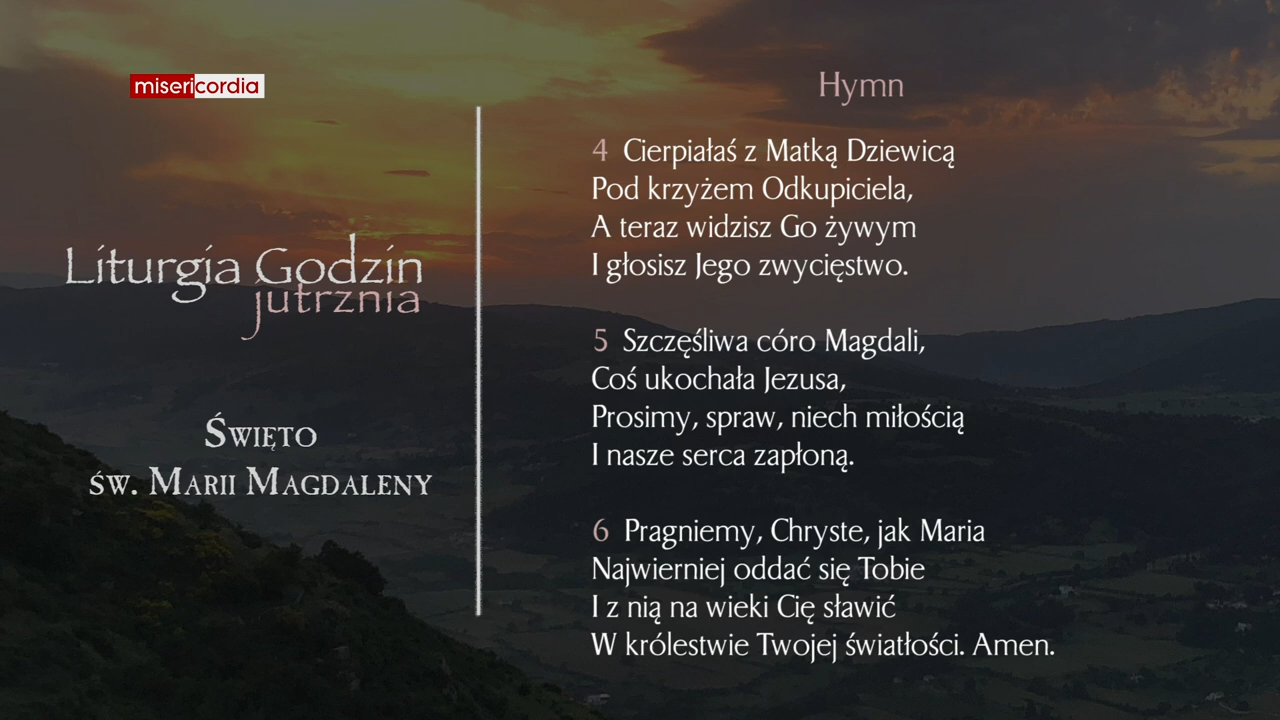 misericordia
Liturgia Godzin
jutrznia
Święto
św. Marii Magdaleny
Hymn
4 Cierpiałaś z Matką Dziewicą
Pod krzyżem Odkupiciela,
A teraz widzisz Go żywym
I głosisz Jego zwycięstwo.
5 Szczęśliwa córo Magdali,
Coś ukochała Jezusa,
Prosimy, spraw, niech miłością
I nasze serca zapłoną.
6 Pragniemy, Chryste, jak Maria
Najwierniej oddać się Tobie
I z nią na wieki Cię sławić
W królestwie Twojej światłości. Amen.